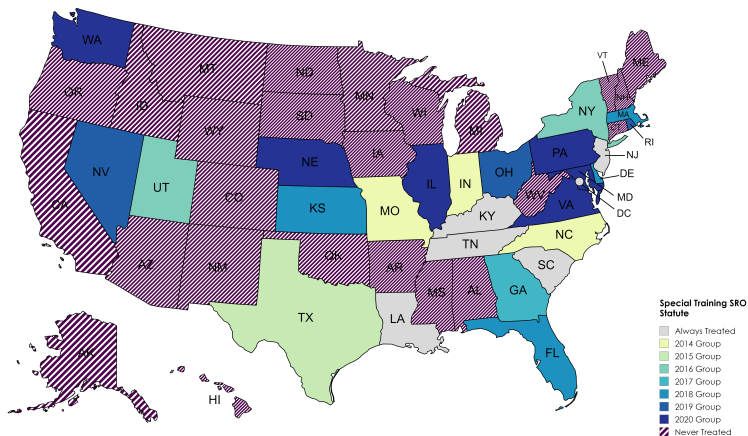 WA
MT
ND
MN
VT
ME
OR
ID
SD
WI
MI
NY
NH
MA
WY
CT
RI
NE
IA
PA
NJ
NV
UT
CO
IL
IN
OH
DE
CA
KS
MO
WV
VA
MD
KY
DC
AZ
NM
OK
AR
TN
NC
SC
MS
AL
GA
TX
LA
FL
AK
HI
Special Training SRO
Statute
Always Treated
2014 Group
2015 Group
2016 Group
2017 Group
2018 Group
2019 Group
2020 Group
Never Treated